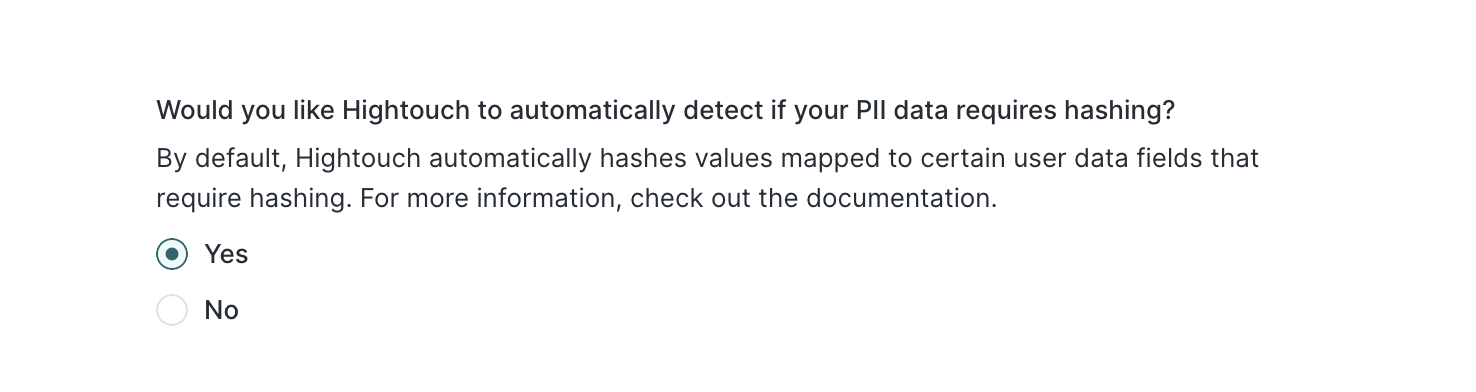 Would you like Hightouch to automatically detect if your PII data requires hashing?
By default, Hightouch automatically hashes values mapped to certain user data fields that
require hashing. For more information, check out the documentation.
Yes
No